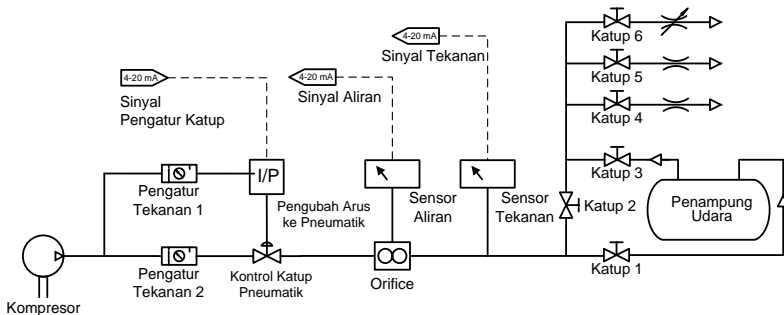 4-20 mA
Sinyal
Pengatur Katup
4-20 mA
Sinyal Aliran
4-20 mA
Sinyal Tekanan
Katup 6
Katup 5
Katup 4
Katup 3
Katup 2
Katup 1
Penampung
Udara
Pengatur
Tekanan 1
I/P
Pengubah Arus
ke Pneumatik
Sensor
Aliran
Sensor
Tekanan
Pengatur
Tekanan 2
Kontrol Katup
Pneumatik
Orifice
Kompresor